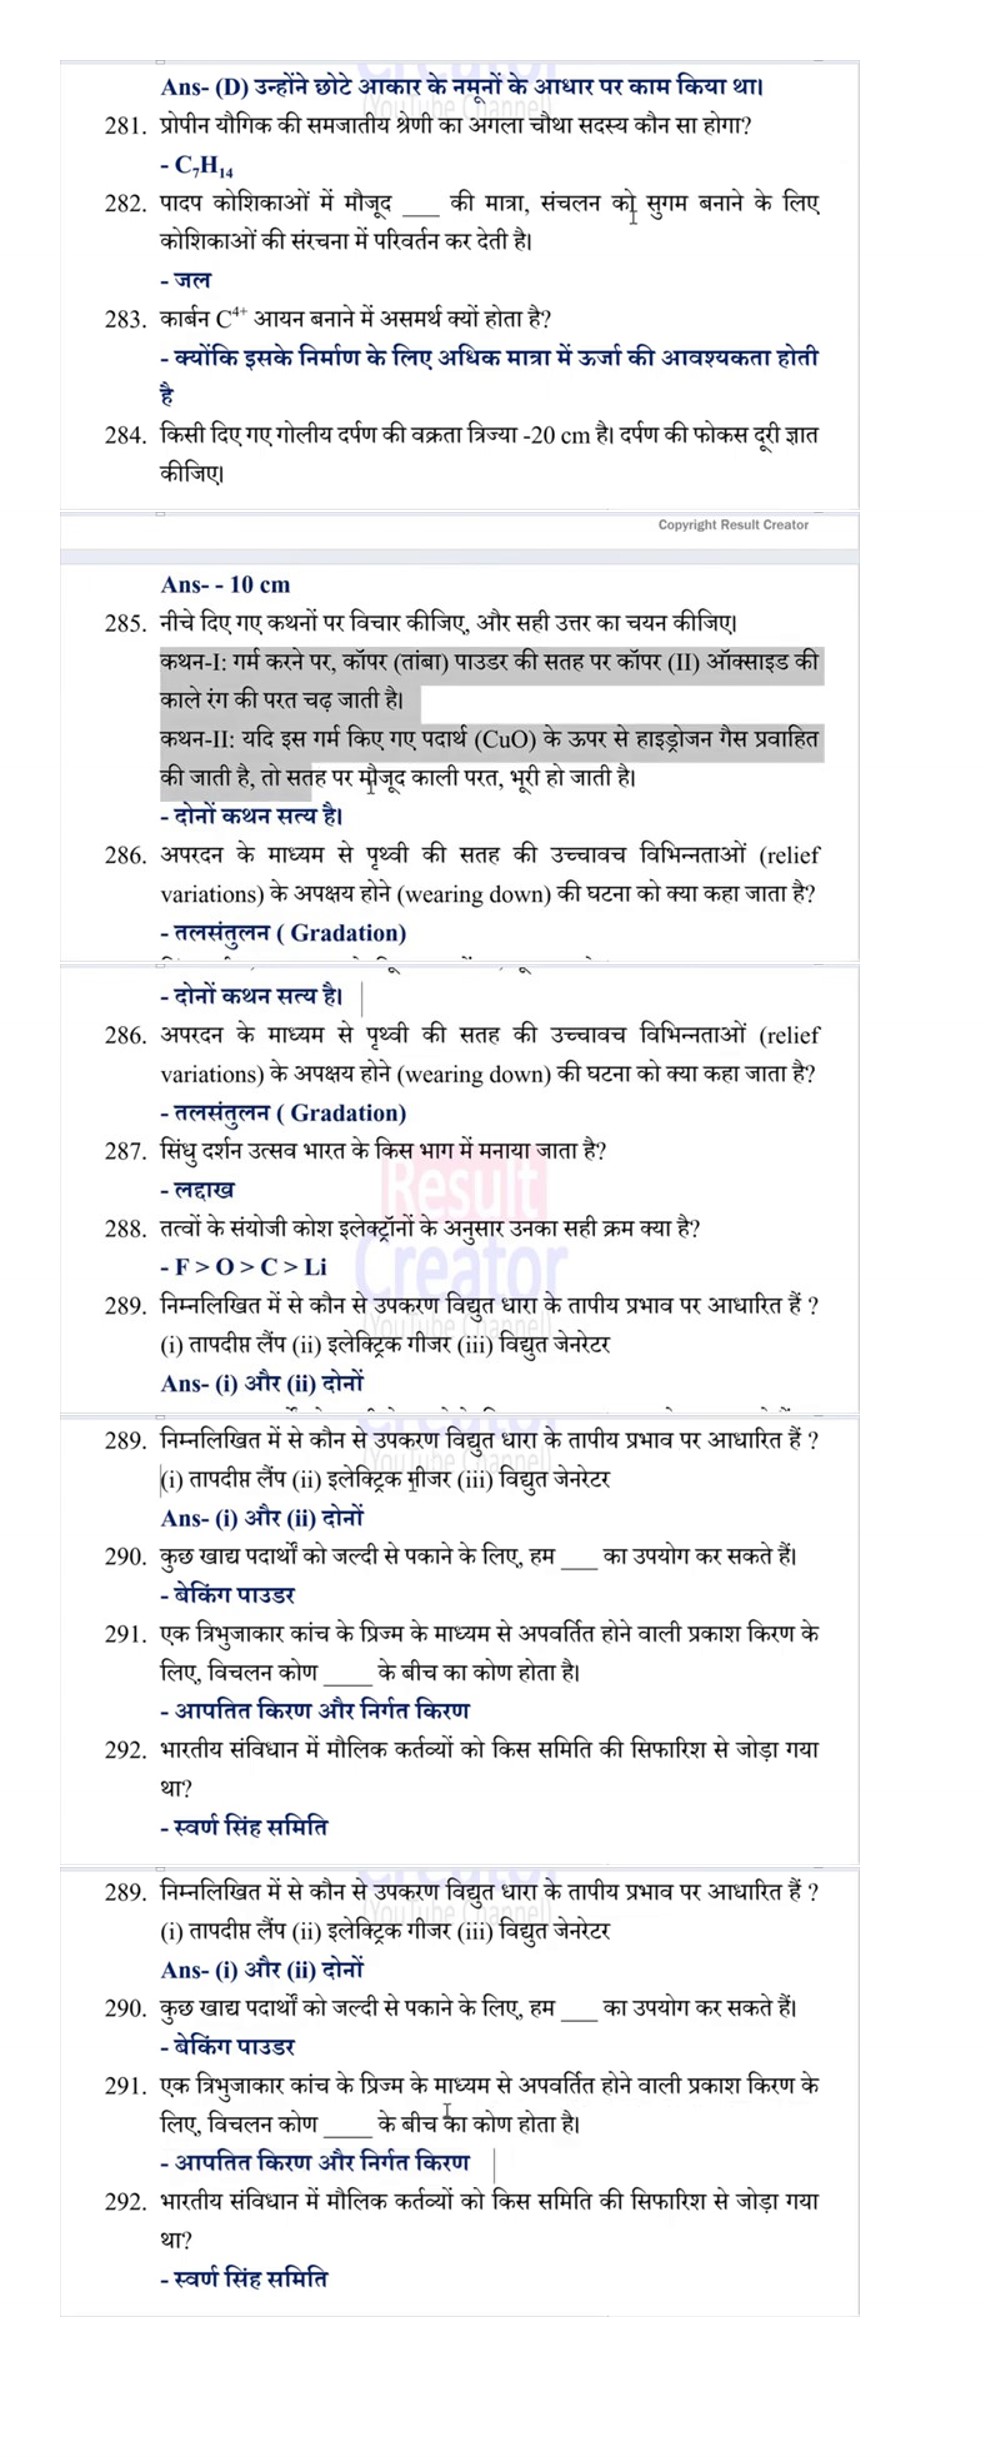 Ans- (D) उन्होंने छोटे आकार के नमूनों के आधार पर काम किया था।
281. प्रोपीन यौगिक की समजातीय श्रेणी का अगला चौथा सदस्य कौन सा होगा?
- C₇H₁₄
282. पादप कोशिकाओं में मौजूद ___ की मात्रा, संचलन को सुगम बनाने के लिए
कोशिकाओं की संरचना में परिवर्तन कर देती है।
- जल
283. कार्बन C⁴⁺ आयन बनाने में असमर्थ क्यों होता है?
- क्योंकि इसके निर्माण के लिए अधिक मात्रा में ऊर्जा की आवश्यकता होती
है
284. किसी दिए गए गोलीय दर्पण की वक्रता त्रिज्या -20 cm है। दर्पण की फोकस दूरी ज्ञात
कीजिए।
Copyright Result Creator
Ans- - 10 cm
285. नीचे दिए गए कथनों पर विचार कीजिए, और सही उत्तर का चयन कीजिए।
कथन-I: गर्म करने पर, कॉपर (तांबा) पाउडर की सतह पर कॉपर (II) ऑक्साइड की
काले रंग की परत चढ़ जाती है।
कथन-II: यदि इस गर्म किए गए पदार्थ (CuO) के ऊपर से हाइड्रोजन गैस प्रवाहित
की जाती है, तो सतह पर मौजूद काली परत, भूरी हो जाती है।
- दोनों कथन सत्य है।
286. अपरदन के माध्यम से पृथ्वी की सतह की उच्चावच विभिन्नताओं (relief
variations) के अपक्षय होने (wearing down) की घटना को क्या कहा जाता है?
- तलसंतुलन ( Gradation)
- दोनों कथन सत्य है।
286. अपरदन के माध्यम से पृथ्वी की सतह की उच्चावच विभिन्नताओं (relief
variations) के अपक्षय होने (wearing down) की घटना को क्या कहा जाता है?
- तलसंतुलन ( Gradation)
287. सिंधु दर्शन उत्सव भारत के किस भाग में मनाया जाता है?
- लद्दाख
288. तत्वों के संयोजी कोश इलेक्ट्रॉनों के अनुसार उनका सही क्रम क्या है?
- F > O > C > Li
289. निम्नलिखित में से कौन से उपकरण विद्युत धारा के तापीय प्रभाव पर आधारित हैं ?
(i) तापदीप्त लैंप (ii) इलेक्ट्रिक गीजर (iii) विद्युत जेनरेटर
Ans- (i) और (ii) दोनों
289. निम्नलिखित में से कौन से उपकरण विद्युत धारा के तापीय प्रभाव पर आधारित हैं ?
(i) तापदीप्त लैंप (ii) इलेक्ट्रिक गीजर (iii) विद्युत जेनरेटर
Ans- (i) और (ii) दोनों
290. कुछ खाद्य पदार्थों को जल्दी से पकाने के लिए, हम ___ का उपयोग कर सकते हैं।
- बेकिंग पाउडर
291. एक त्रिभुजाकार कांच के प्रिज्म के माध्यम से अपवर्तित होने वाली प्रकाश किरण के
लिए, विचलन कोण ____ के बीच का कोण होता है।
- आपतित किरण और निर्गत किरण
292. भारतीय संविधान में मौलिक कर्तव्यों को किस समिति की सिफारिश से जोड़ा गया
था?
- स्वर्ण सिंह समिति
289. निम्नलिखित में से कौन से उपकरण विद्युत धारा के तापीय प्रभाव पर आधारित हैं ?
(i) तापदीप्त लैंप (ii) इलेक्ट्रिक गीजर (iii) विद्युत जेनरेटर
Ans- (i) और (ii) दोनों
290. कुछ खाद्य पदार्थों को जल्दी से पकाने के लिए, हम ___ का उपयोग कर सकते हैं।
- बेकिंग पाउडर
291. एक त्रिभुजाकार कांच के प्रिज्म के माध्यम से अपवर्तित होने वाली प्रकाश किरण के
लिए, विचलन कोण ____ के बीच का कोण होता है।
- आपतित किरण और निर्गत किरण
292. भारतीय संविधान में मौलिक कर्तव्यों को किस समिति की सिफारिश से जोड़ा गया
था?
- स्वर्ण सिंह समिति